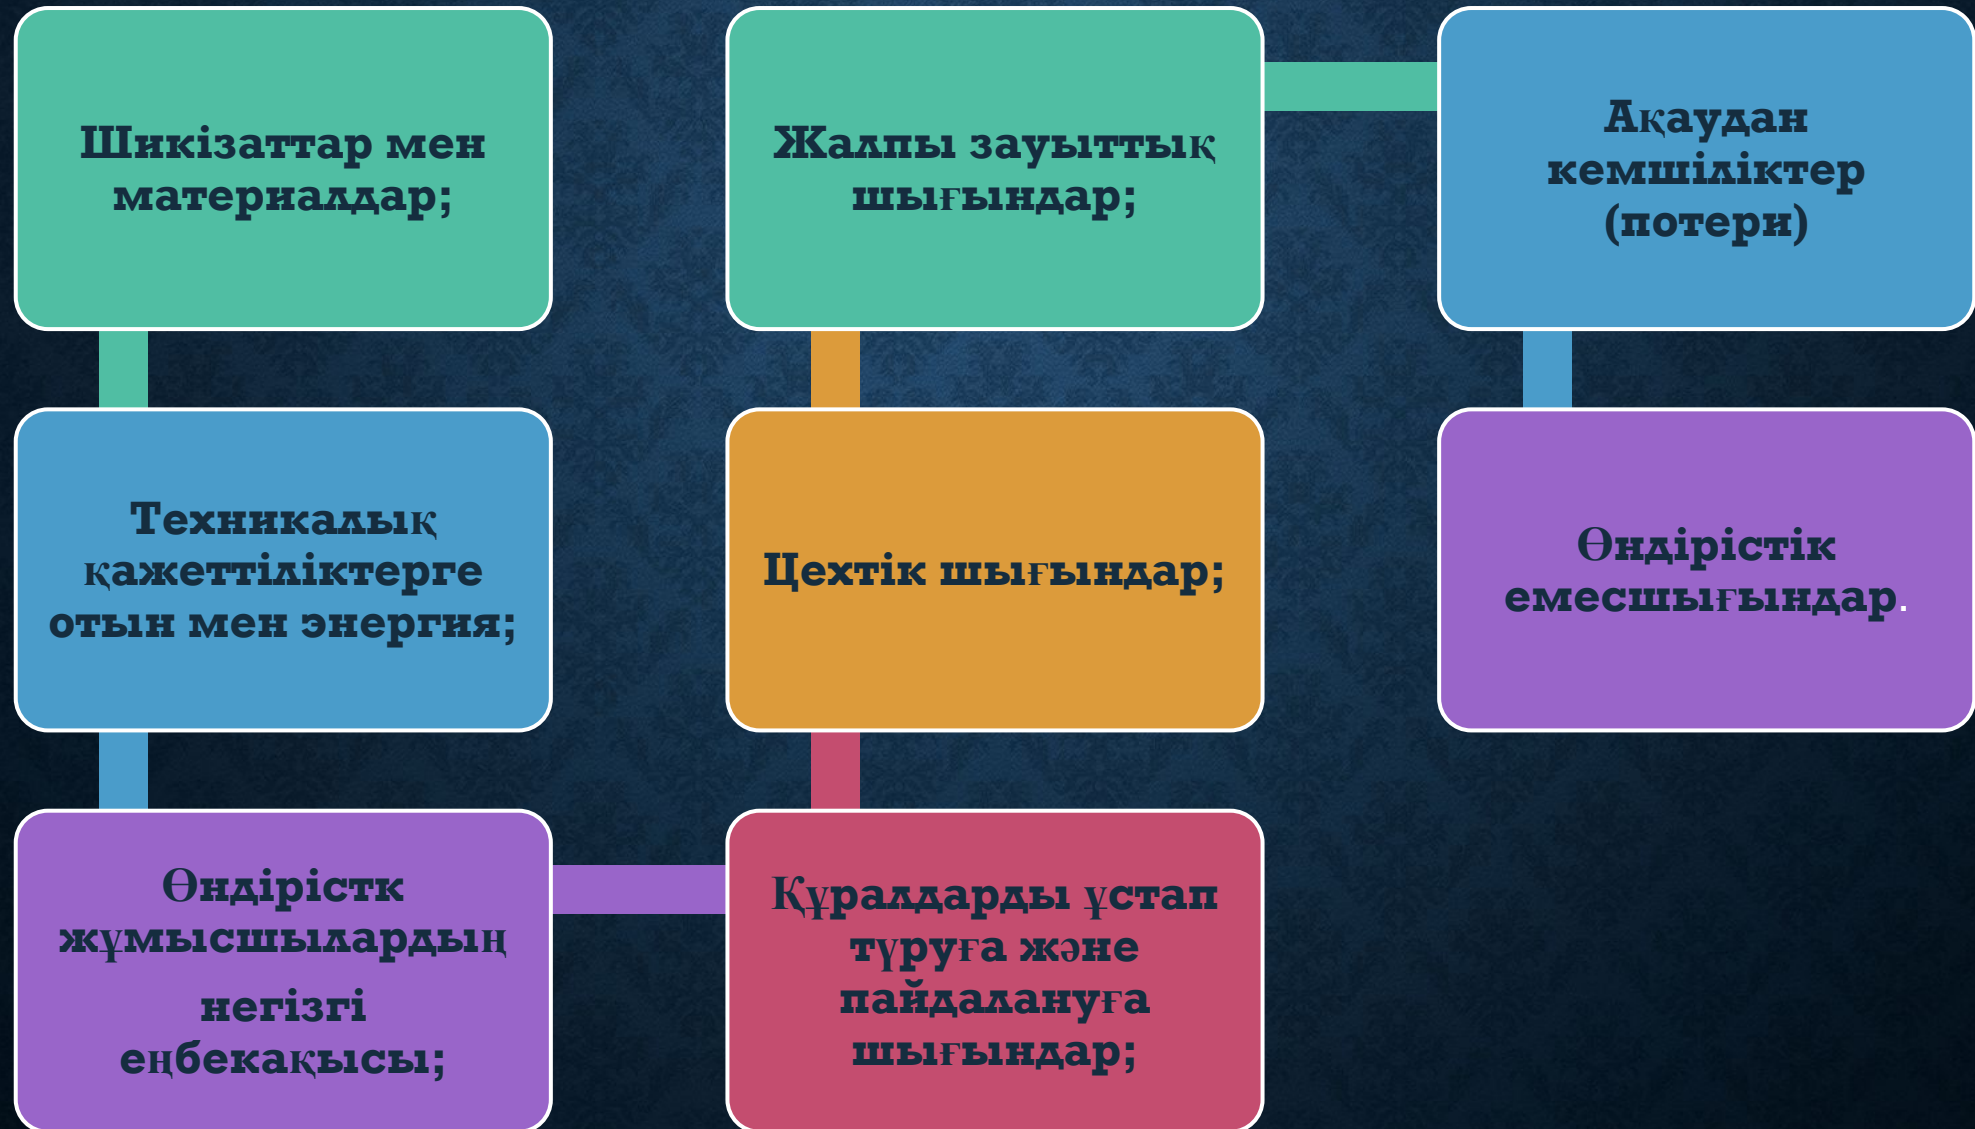 Шикізаттар мен
материалдар;
Техникалық
қажеттіліктерге
отын мен энергия;
Өндірістк
жұмысшылардың
негізгі
еңбекақысы;
Құралдарды ұстап
түруға және
пайдалануға
шығындар;
Цехтік шығындар;
Жалпы зауыттық
шығындар;
Ақаудан
кемшіліктер
(потери)
Өндірістік
емесшығындар.